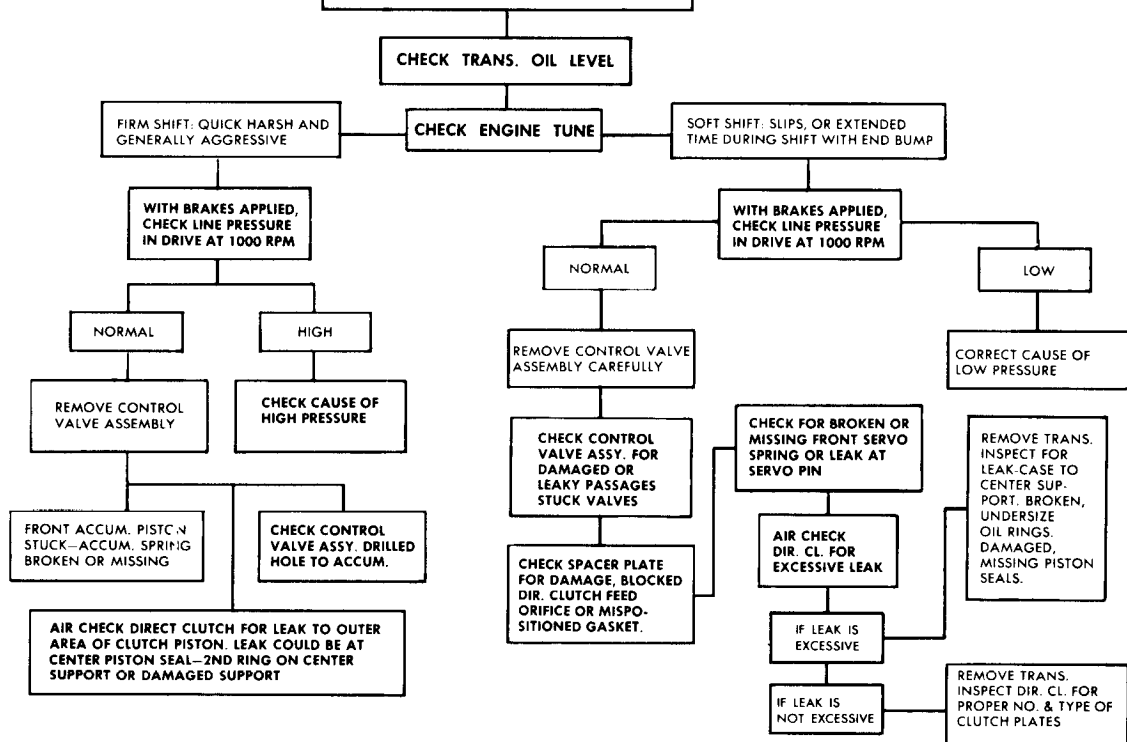 CHECK TRANS. OIL LEVEL
CHECK ENGINE TUNE
FIRM SHIFT: QUICK HARSH AND
GENERALLY AGGRESSIVE
WITH BRAKES APPLIED,
CHECK LINE PRESSURE
IN DRIVE AT 1000 RPM
NORMAL
HIGH
REMOVE CONTROL
VALVE ASSEMBLY
CHECK CAUSE OF
HIGH PRESSURE
FRONT ACCUM. PISTON
STUCK—ACCUM. SPRING
BROKEN OR MISSING
CHECK CONTROL
VALVE ASSY. DRILLED
HOLE TO ACCUM.
AIR CHECK DIRECT CLUTCH FOR LEAK TO OUTER
AREA OF CLUTCH PISTON. LEAK COULD BE AT
CENTER PISTON SEAL—2ND RING ON CENTER
SUPPORT OR DAMAGED SUPPORT
SOFT SHIFT: SLIPS, OR EXTENDED
TIME DURING SHIFT WITH END BUMP
WITH BRAKES APPLIED,
CHECK LINE PRESSURE
IN DRIVE AT 1000 RPM
NORMAL
LOW
REMOVE CONTROL VALVE
ASSEMBLY CAREFULLY
CORRECT CAUSE OF
LOW PRESSURE
CHECK CONTROL
VALVE ASSY. FOR
DAMAGED OR
LEAKY PASSAGES
STUCK VALVES
CHECK SPACER PLATE
FOR DAMAGE, BLOCKED
DIR. CLUTCH FEED
ORIFICE OR MISPO-
SITIONED GASKET.
CHECK FOR BROKEN OR
MISSING FRONT SERVO
SPRING OR LEAK AT
SERVO PIN
AIR CHECK
DIR. CL. FOR
EXCESSIVE LEAK
IF LEAK IS
EXCESSIVE
REMOVE TRANS.
INSPECT FOR
LEAK-CASE TO
CENTER SUP-
PORT. BROKEN,
UNDERSIZE
OIL RINGS.
DAMAGED,
MISSING PISTON
SEALS.
IF LEAK IS
NOT EXCESSIVE
REMOVE TRANS.
INSPECT DIR. CL. FOR
PROPER NO. & TYPE OF
CLUTCH PLATES